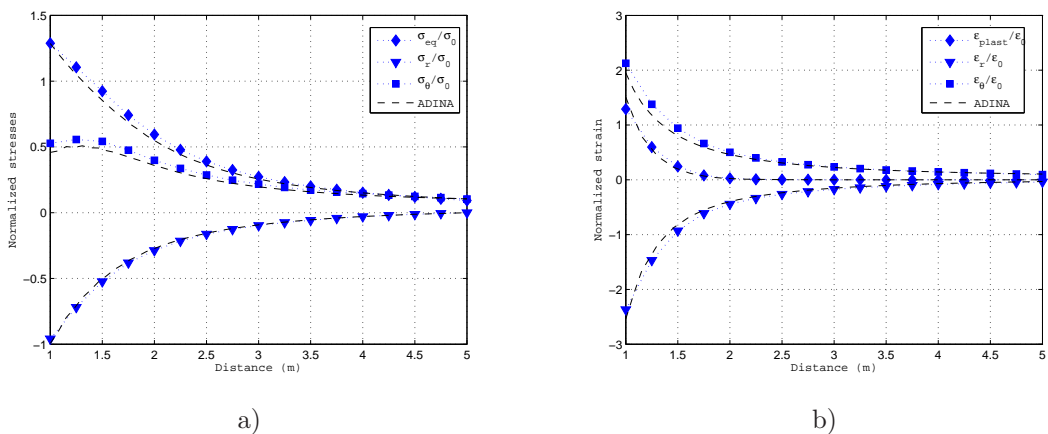 1.5
1
0.5
0
−0.5
−1
1 1.5 2 2.5 3 3.5 4 4.5 5
Distance (m)
Normalized stresses
σeq/σ0
σr/σ0
σθ/σ0
ADINA
a)
3
2
1
0
−1
−2
−3
1 1.5 2 2.5 3 3.5 4 4.5 5
Distance (m)
Normalized strain
εplast/ε0
εr/ε0
εθ/ε0
ADINA
b)